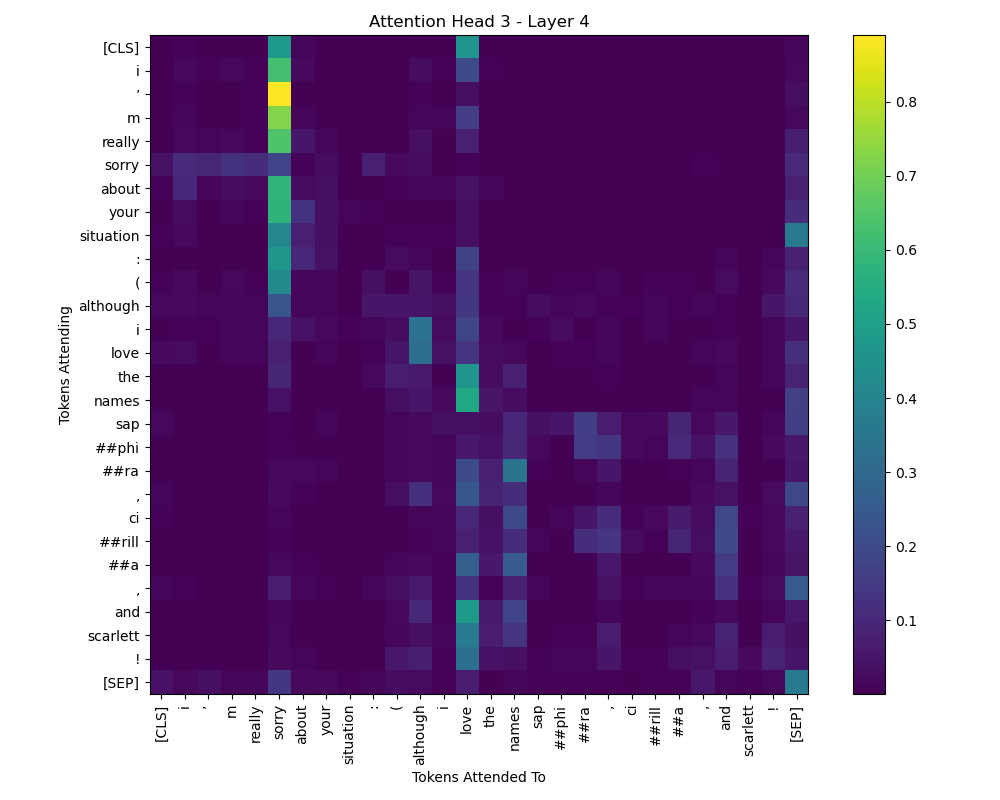 Attention Head 3 - Layer 4
Tokens Attending
[CLS]
i
’
m
really
sorry
about
your
situation
:
(
although
i
love
the
names
sap
##phi
##ra
,
ci
##rill
##a
,
and
scarlett
!
[SEP]
[CLS]
i
’
m
really
sorry
about
your
situation
:
(
although
i
love
the
names
sap
##phi
##ra
,
ci
##rill
##a
,
and
scarlett
!
[SEP]
Tokens Attended To
0.8
0.7
0.6
0.5
0.4
0.3
0.2
0.1